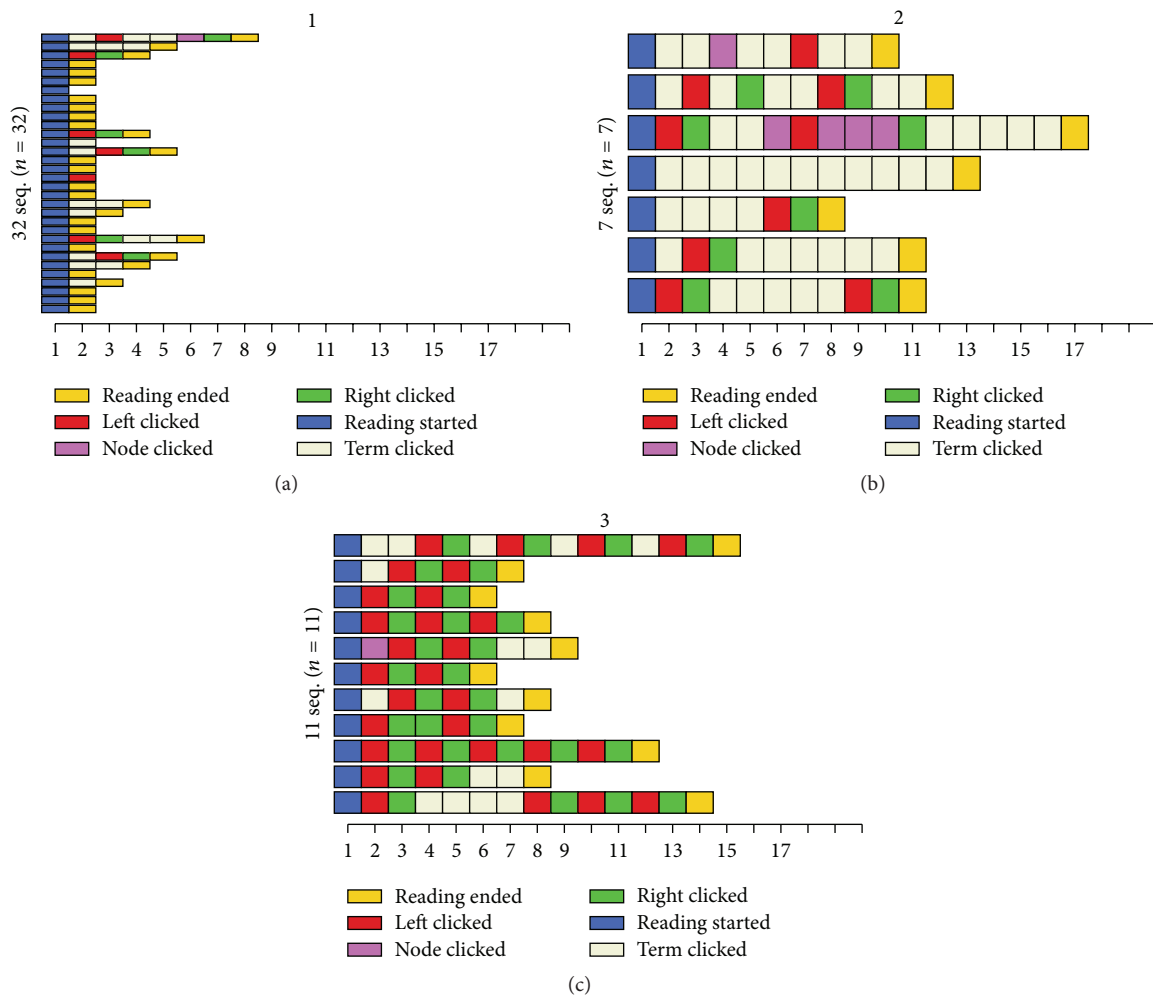 1
32 seq. (n = 32)
1 2 3 4 5 6 7 8 9 11 13 15 17
Reading ended
Left clicked
Node clicked
Right clicked
Reading started
Term clicked
(a)
2
7 seq. (n = 7)
1 2 3 4 5 6 7 8 9 11 13 15 17
Reading ended
Left clicked
Node clicked
Right clicked
Reading started
Term clicked
(b)
3
11 seq. (n = 11)
1 2 3 4 5 6 7 8 9 11 13 15 17
Reading ended
Left clicked
Node clicked
Right clicked
Reading started
Term clicked
(c)